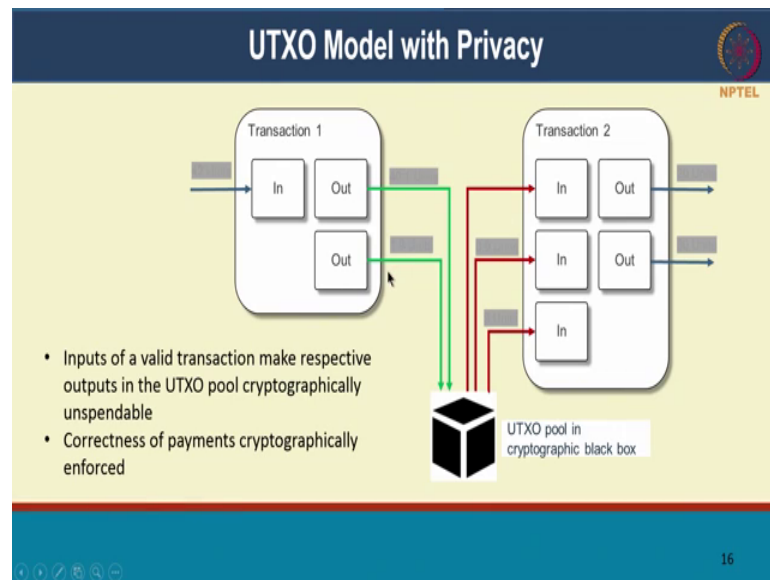 UTXO Model with Privacy
NPTEL
Transaction 1
In
Out
Out
Transaction 2
In
Out
In
Out
In
• Inputs of a valid transaction make respective
outputs in the UTXO pool cryptographically
unspendable
• Correctness of payments cryptographically
enforced
UTXO pool in
cryptographic black box
16